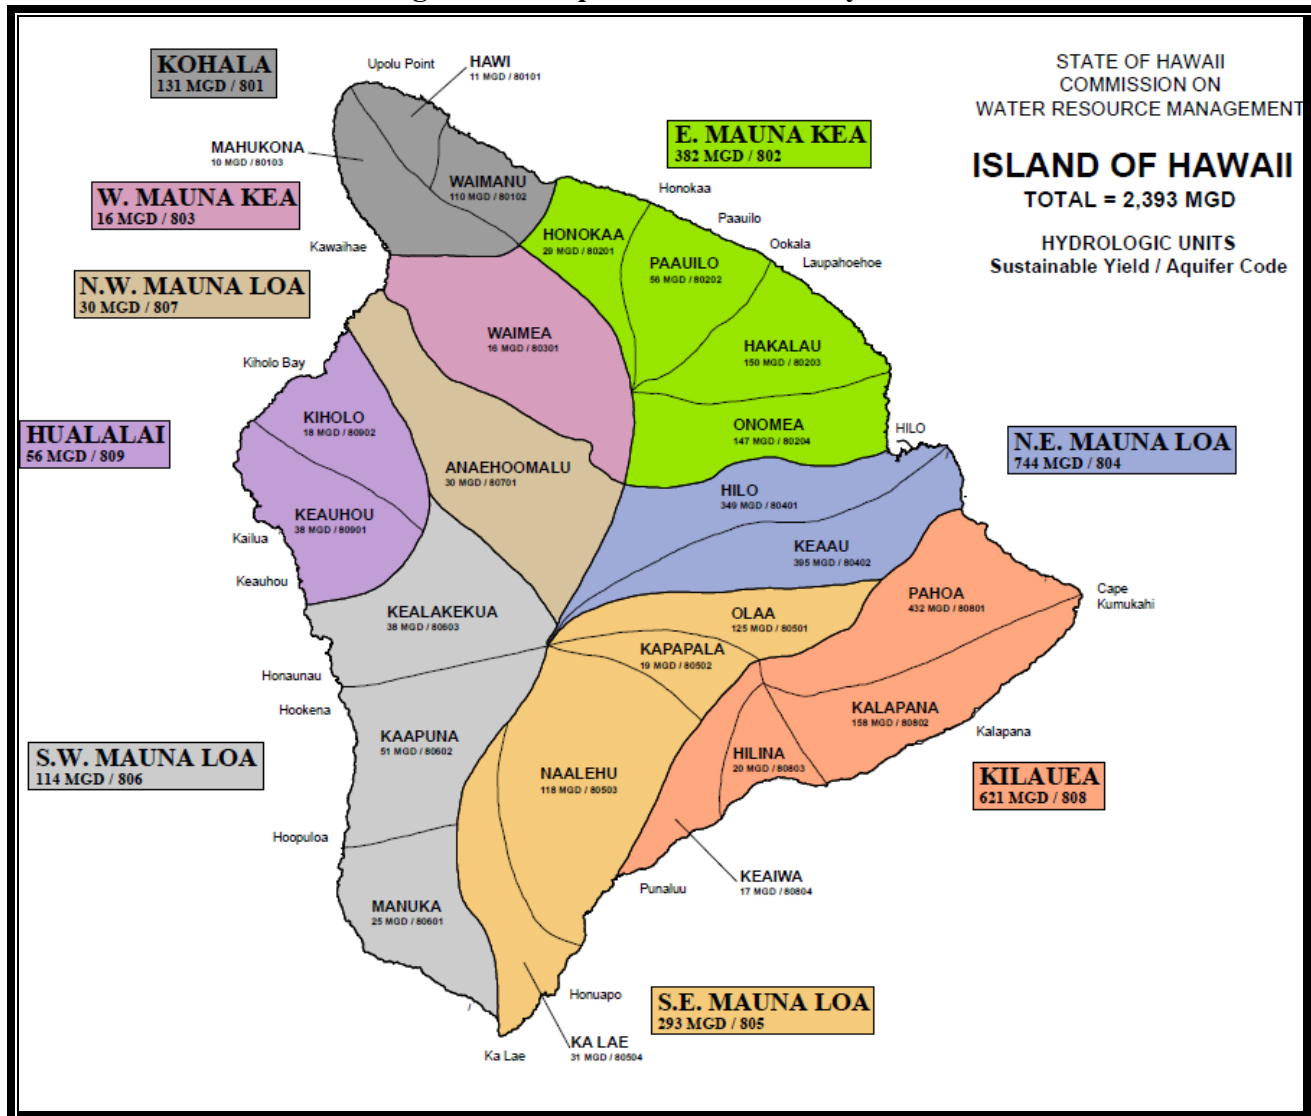 STATE OF HAWAII
COMMISSION ON
WATER RESOURCE MANAGEMENT
ISLAND OF HAWAII
TOTAL = 2,393 MGD
HYDROLOGIC UNITS
Sustainable Yield / Aquifer Code
KOHALA
131 MGD / 801
Upolu Point
HAWI
11 MGD / 80101
MAHUKONA
10 MGD / 80103
WAIMANU
110 MGD / 80102
E. MAUNA KEA
382 MGD / 802
W. MAUNA KEA
16 MGD / 803
Honokaa
Paauilo
Ookala
Laupahoehoe
Kawaihae
HONOKAA
29 MGD / 80201
PAAUILO
56 MGD / 80202
N.W. MAUNA LOA
30 MGD / 807
WAIMEA
16 MGD / 80301
HAKALAU
150 MGD / 80203
Kiholo Bay
KIHOLO
18 MGD / 80902
ONOMEA
147 MGD / 80204
HILO
HUALALAI
56 MGD / 809
N.E. MAUNA LOA
744 MGD / 804
ANAEHOOMALU
30 MGD / 80701
HILO
349 MGD / 80401
KEAUHOU
38 MGD / 80901
Kailua
KEAAU
395 MGD / 80402
Keauhou
KEALAKEKUA
38 MGD / 80603
OLAA
125 MGD / 80501
PAHOA
432 MGD / 80801
Cape
Kumukahi
KAPAPALA
19 MGD / 80502
Honaunau
Hookena
KAAPUNA
51 MGD / 80602
KALAPANA
158 MGD / 80802
Kalapana
S.W. MAUNA LOA
114 MGD / 806
NAALEHU
118 MGD / 80503
HILINA
20 MGD / 80803
KILAUEA
621 MGD / 808
Hoopuloa
KEAIWA
17 MGD / 80804
Punaluu
MANUKA
25 MGD / 80601
Honuapo
S.E. MAUNA LOA
293 MGD / 805
Ka Lae
KA LAE
31 MGD / 80504